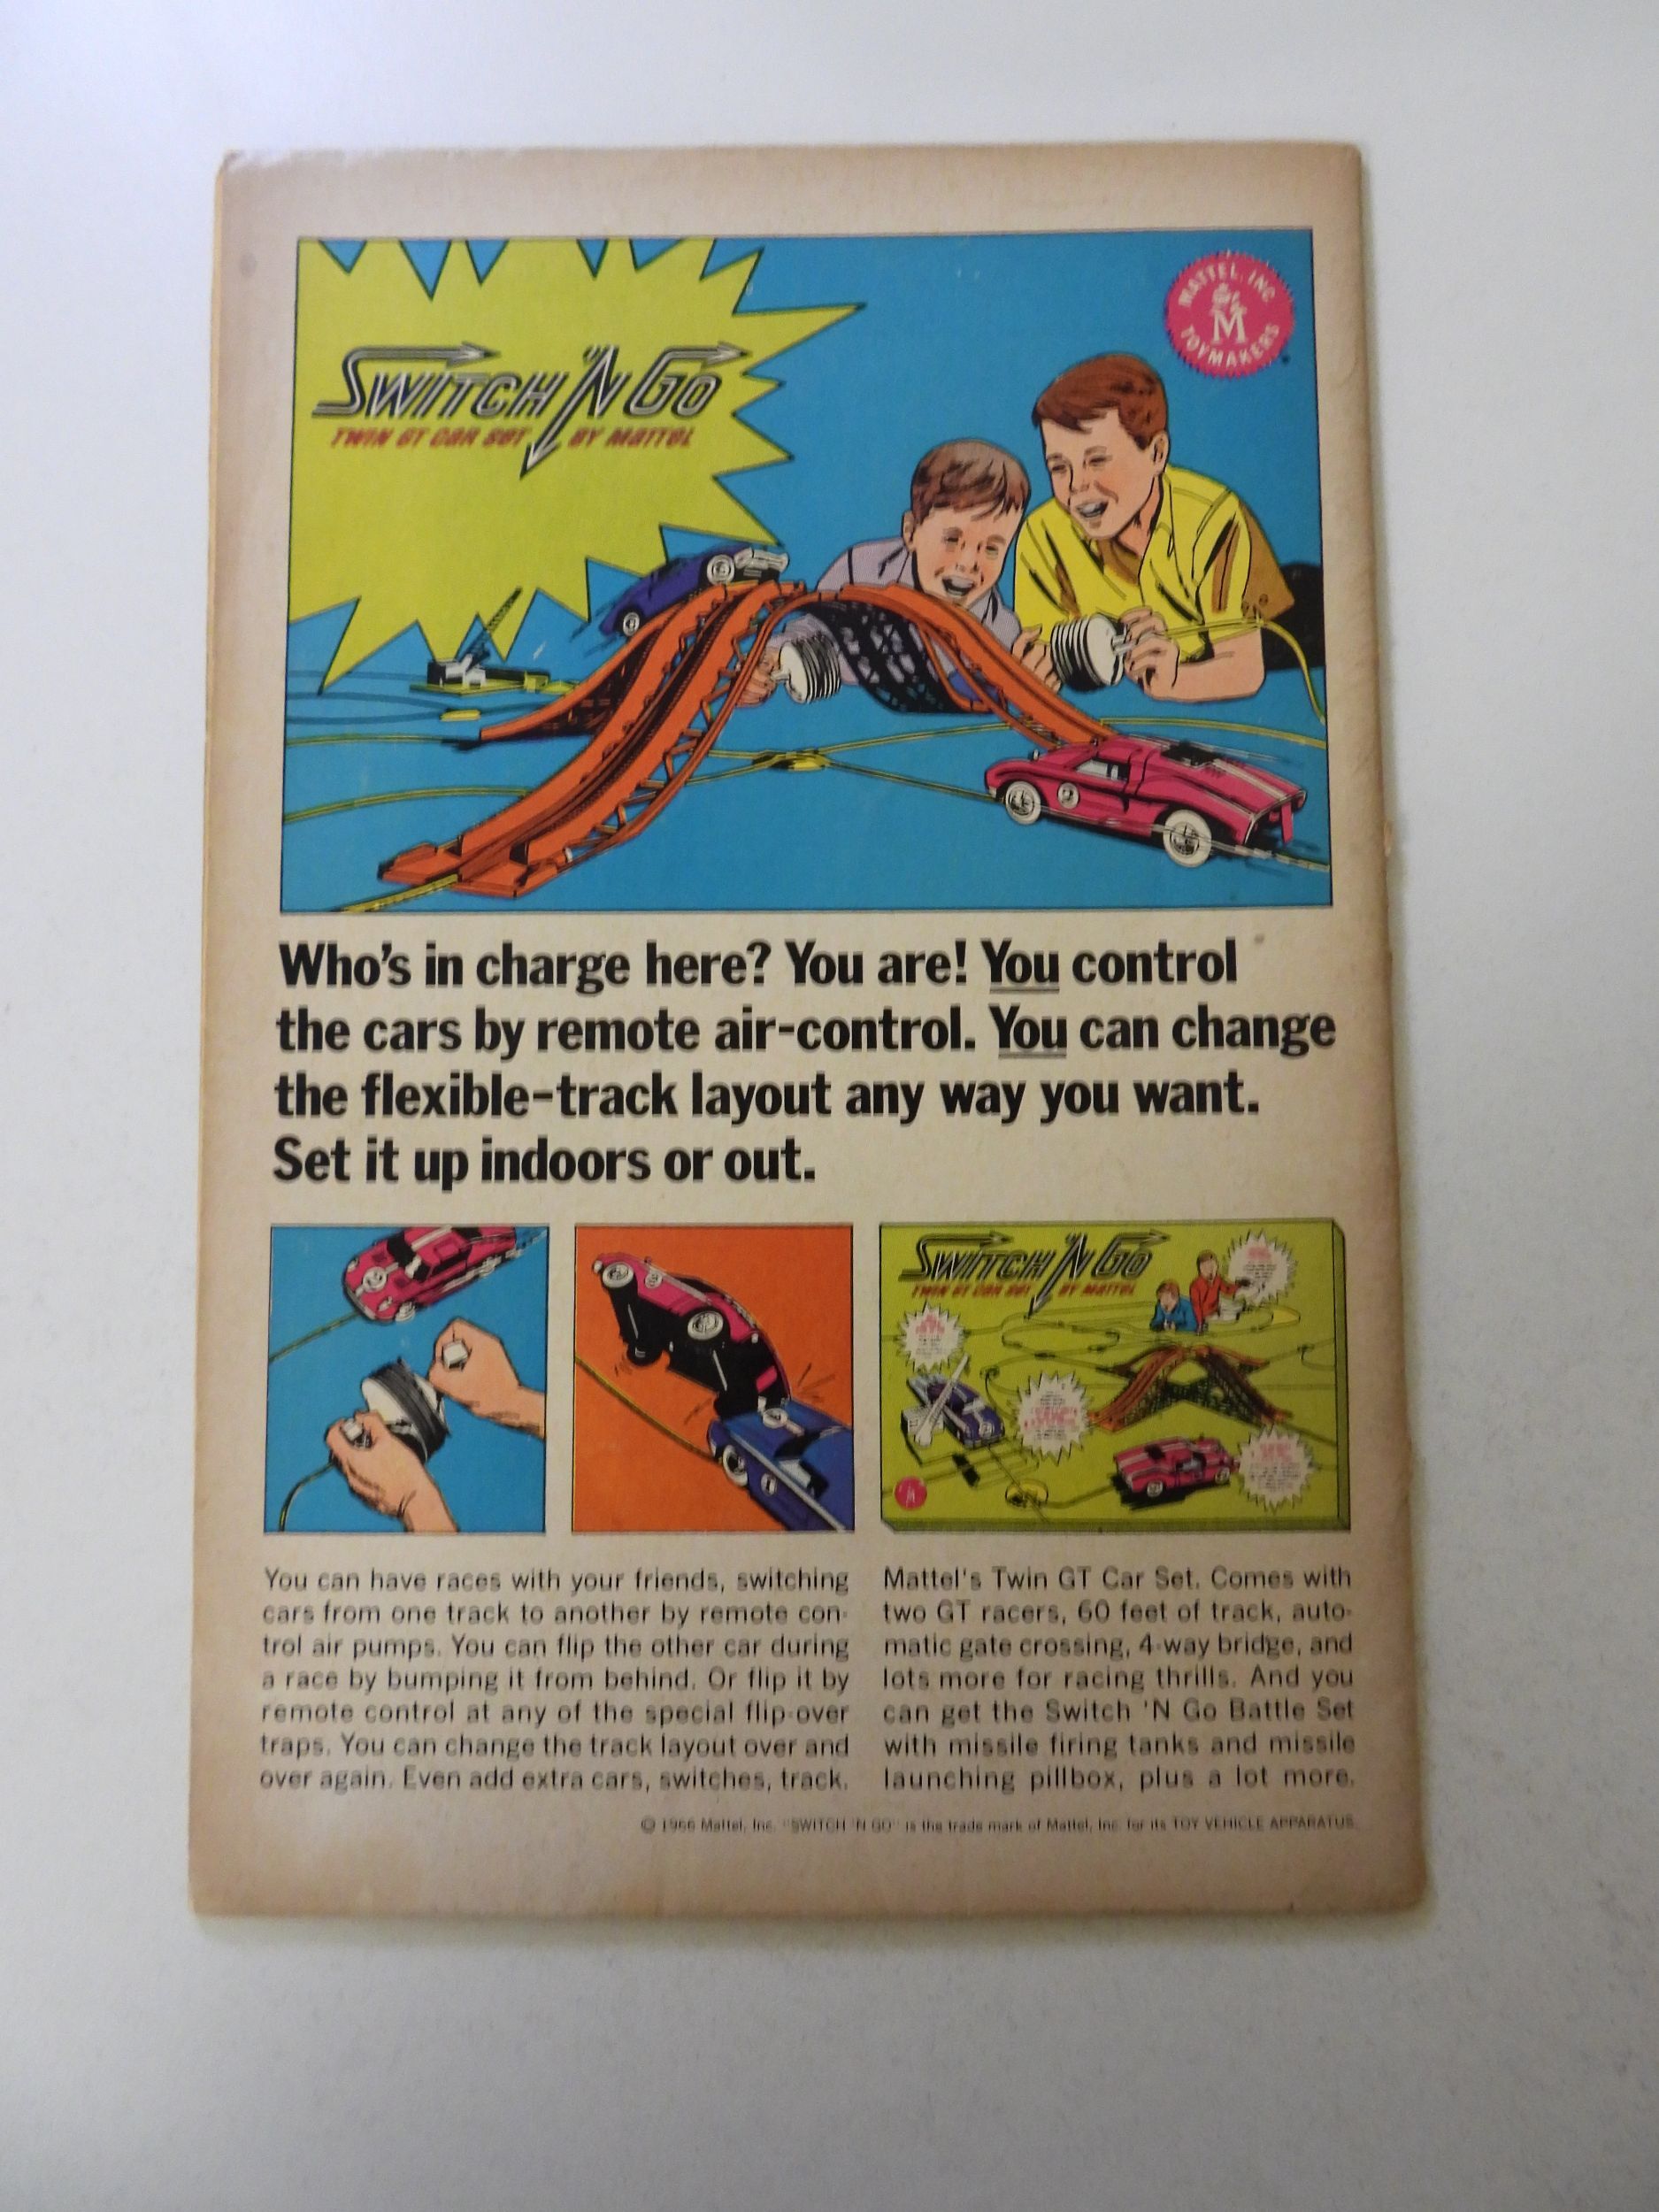 SWITCH 'N GO
TWIN GT CAR SET BY MATTEL
MATTEL, INC.
M
TOYMAKERS
2
Who's in charge here? You are! You control
the cars by remote air-control. You can change
the flexible-track layout any way you want.
Set it up indoors or out.
SWITCH 'N GO
TWIN GT CAR SET BY MATTEL
You can have races with your friends, switching
cars from one track to another by remote con-
trol air pumps. You can flip the other car during
a race by bumping it from behind. Or flip it by
remote control at any of the special flip-over
traps. You can change the track layout over and
over again. Even add extra cars, switches, track.
Mattel's Twin GT Car Set. Comes with
two GT racers, 60 feet of track, auto-
matic gate crossing, 4-way bridge, and
lots more for racing thrills. And you
can get the Switch 'N Go Battle Set
with missile firing tanks and missile
launching pillbox, plus a lot more.
© 1966 Mattel, Inc. "SWITCH 'N GO" is the trade mark of Mattel, Inc. for its TOY VEHICLE APPARATUS.